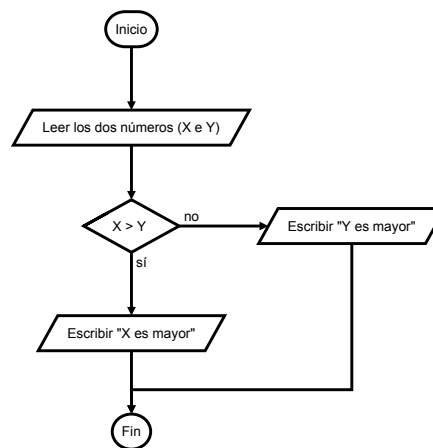 Inicio
Leer los dos números (X e Y)
X > Y
no
Escribir "Y es mayor"
sí
Escribir "X es mayor"
Fin